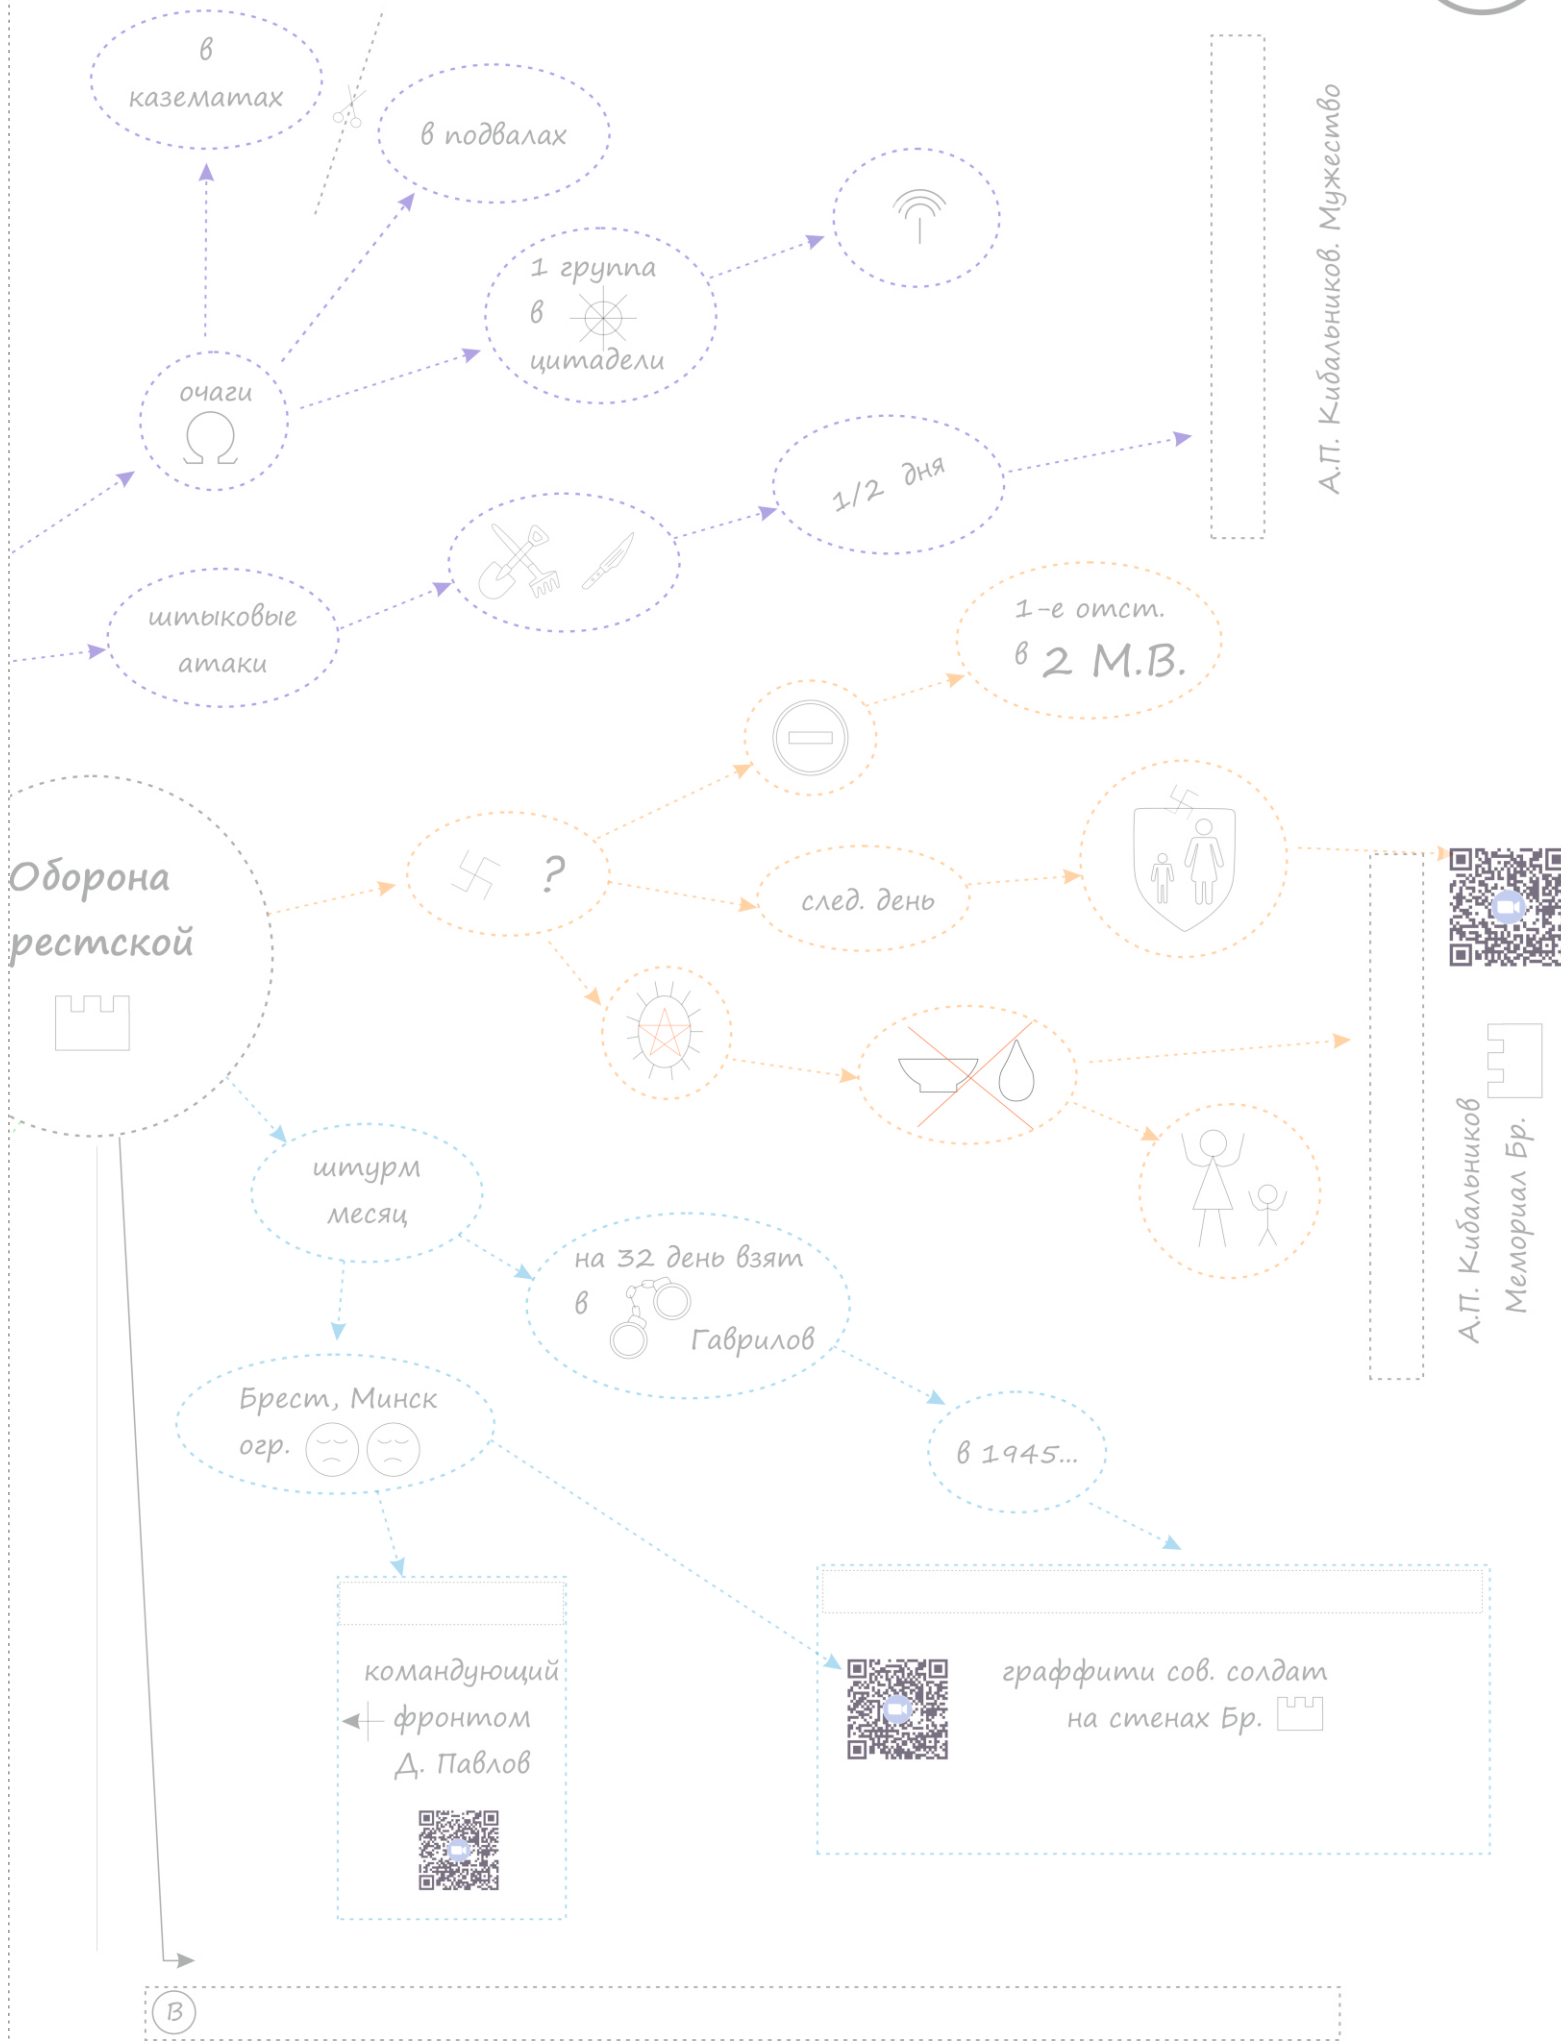 в
казематах
в подвалах
1 группа
в
цитадели
очаги
1/2 дня
штыковые
атаки
А.П. Кибальников. Мужество
1-е отст.
в 2 М.В.
?
след. день
Оборона
рестской
штурм
месяц
на 32 день взят
в
Гаврилов
Брест, Минск
огр.
в 1945...
А.П. Кибальников
Мемориал Бр.
командующий
фронтом
Д. Павлов
граффити сов. солдат
на стенах Бр.
В